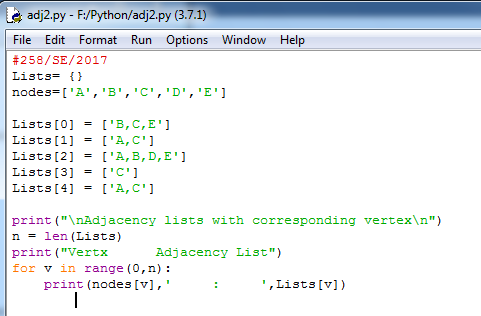 adj2.py - F:/Python/adj2.py (3.7.1)
File Edit Format Run Options Window Help
#258/SE/2017
Lists= {}
nodes=['A','B','C','D','E']
Lists[0] = ['B,C,E']
Lists[1] = ['A,C']
Lists[2] = ['A,B,D,E']
Lists[3] = ['C']
Lists[4] = ['A,C']
print("\nAdjacency lists with corresponding vertex\n")
n = len(Lists)
print("Vertx      Adjacency List")
for v in range(0,n):
    print(nodes[v],'     :     ',Lists[v])